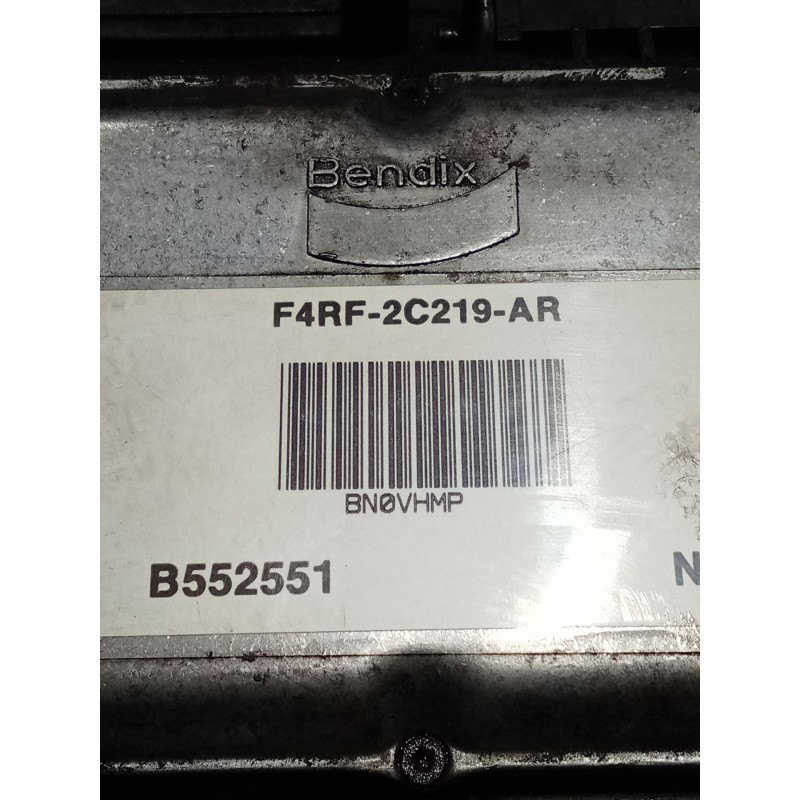 Bendix
F4RF-2C219-AR
BN0VHMP
B552551
N